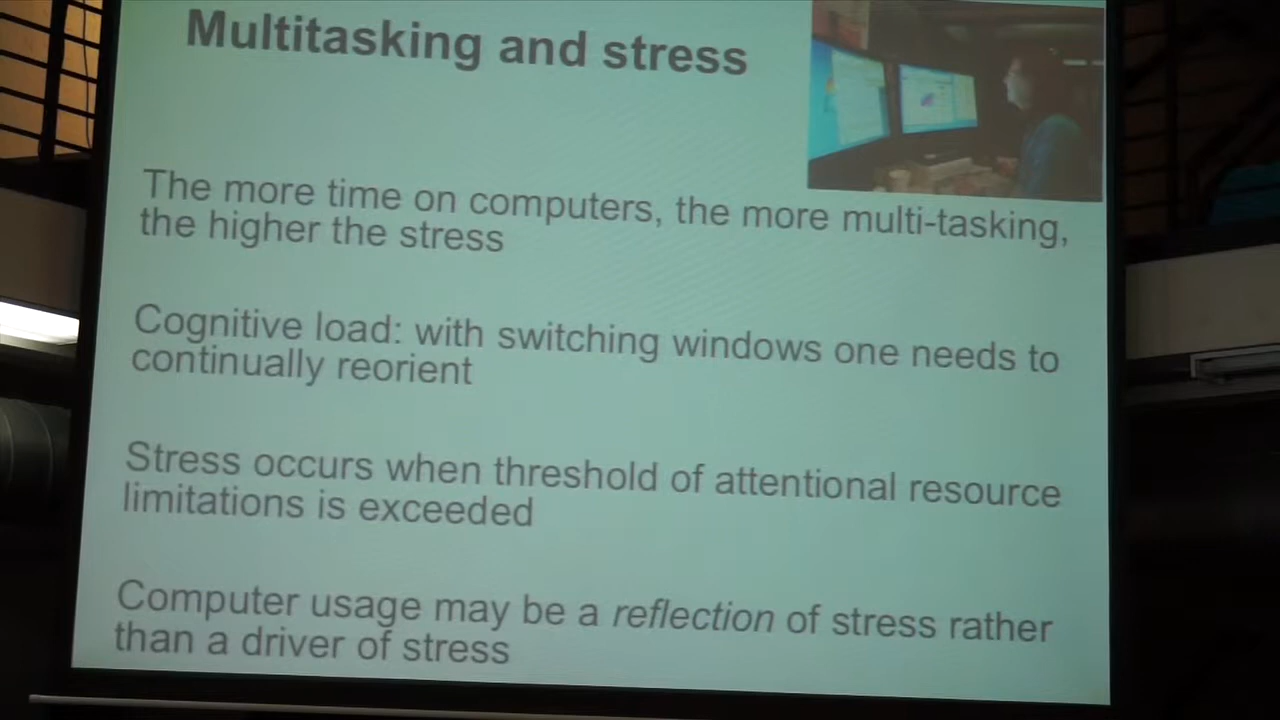 Multitasking and stress
The more time on computers, the more multi-tasking,
the higher the stress
Cognitive load: with switching windows one needs to
continually reorient
Stress occurs when threshold of attentional resource
limitations is exceeded
Computer usage may be a reflection of stress rather
than a driver of stress